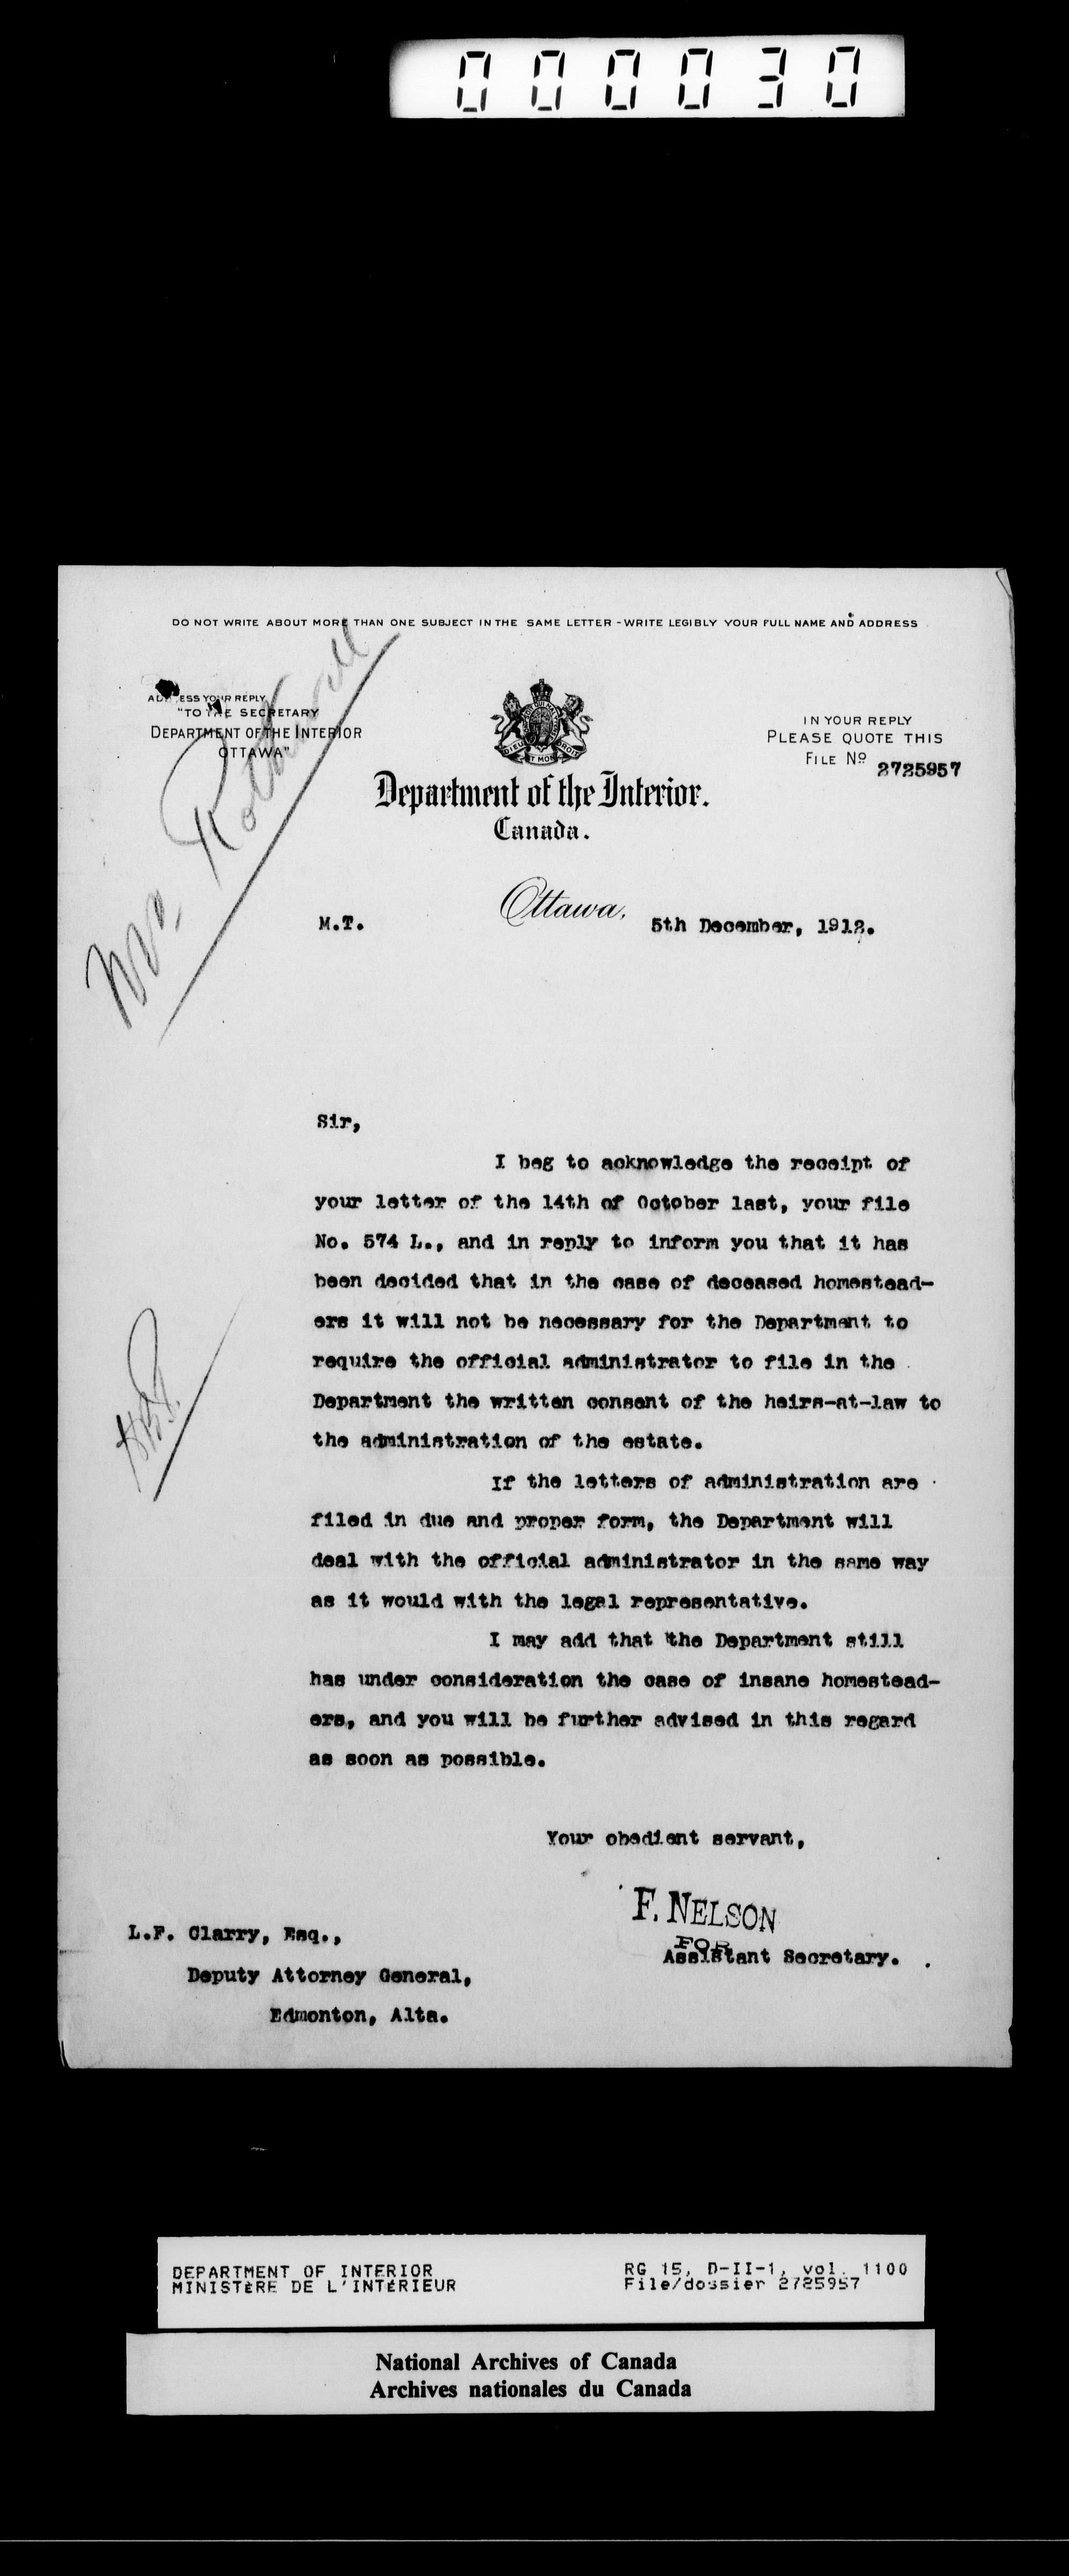 000030
DO NOT WRITE ABOUT MORE THAN ONE SUBJECT IN THE SAME LETTER - WRITE LEGIBLY YOUR FULL NAME AND ADDRESS
ADDRESS YOUR REPLY
"TO THE SECRETARY
DEPARTMENT OF THE INTERIOR
OTTAWA"
IN YOUR REPLY
PLEASE QUOTE THIS
FILE No 2725957
DIEU ET MON DROIT
Mr. Rothwell
Department of the Interior.
Canada.
M.T.
Ottawa, 5th December, 1912.
Sir,
I beg to acknowledge the receipt of
your letter of the 14th of October last, your file
No. 574 L., and in reply to inform you that it has
been decided that in the case of deceased homestead-
ers it will not be necessary for the Department to
require the official administrator to file in the
Department the written consent of the heirs-at-law to
the administration of the estate.
If the letters of administration are
filed in due and proper form, the Department will
deal with the official administrator in the same way
as it would with the legal representative.
I may add that the Department still
has under consideration the case of insane homestead-
ers, and you will be further advised in this regard
as soon as possible.
Your obedient servant,
F. NELSON
FOR
Assistant Secretary.
L.F. Clarry, Esq.,
Deputy Attorney General,
Edmonton, Alta.
DEPARTMENT OF INTERIOR
MINISTÈRE DE L'INTÉRIEUR
RG 15, D-II-1, vol. 1100
File/dossier 2725957
National Archives of Canada
Archives nationales du Canada